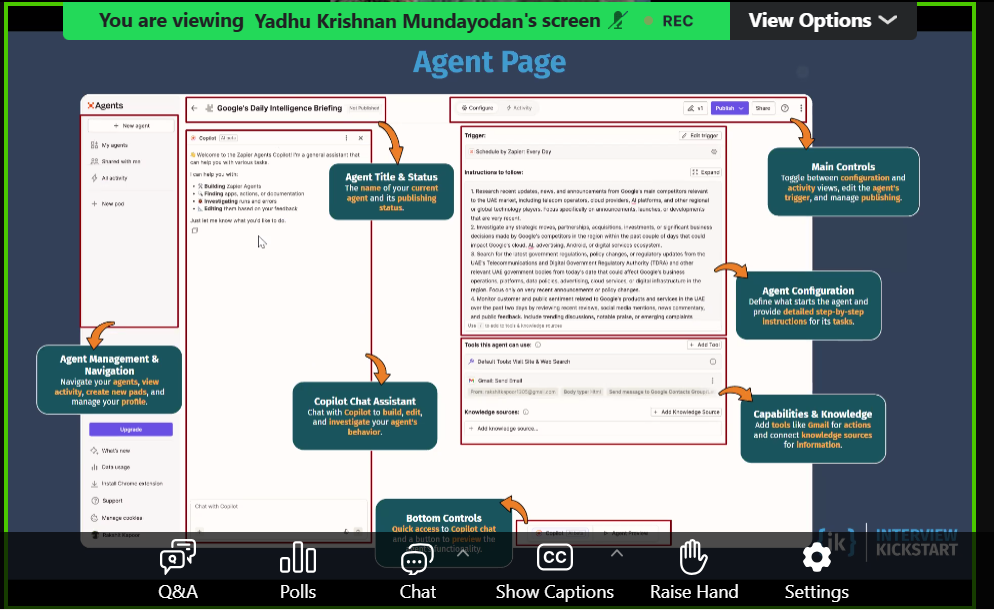 You are viewing Yadhu Krishnan Mundayodan's screen
REC
View Options
Agent Page
Agents
+ New agent
My agents
Shared with me
All activity
+ New pod
Google's Daily Intelligence Briefing
Not Published
Configure
Activity
v1
Publish
Share
Copilot
Welcome to the Zapier Agents Copilot! I'm a general assistant that
can help you with various tasks.
I can help you with:
Building Zapier Agents
Finding apps, actions, or documentation
Investigating runs and errors
Editing them based on your feedback
Just let me know what you'd like to do.
Agent Title & Status
The name of your current
agent and its publishing
status.
Trigger:
Edit trigger
Schedule by Zapier: Every Day
Instructions to follow:
Expand
1. Research recent updates, news, and announcements from Google's main competitors relevant
to the UAE market, including telecom operators, cloud providers, AI platforms, and other regional
or global technology players. Focus specifically on announcements, launches, or developments
that are very recent.
2. Investigate any strategic moves, partnerships, acquisitions, investments, or significant business
decisions made by Google's competitors in the region within the past couple of days that could
impact Google's cloud, AI, advertising, Android, or digital services ecosystem.
3. Search for the latest government regulations, policy changes, or regulatory updates from the
UAE's Telecommunications and Digital Government Regulatory Authority (TDRA) and other
relevant UAE government bodies from today's date that could affect Google's business
operations, platforms, data policies, advertising, cloud services, or digital infrastructure in the
region. Focus only on very recent announcements or policy changes.
4. Monitor customer and public sentiment related to Google's products and services in the UAE
over the past two days by reviewing recent reviews, social media mentions, news commentary,
and public feedback. Include trending discussions, notable praise, or emerging complaints
Use / to add to tools & knowledge sources
Main Controls
Toggle between configuration and
activity views, edit the agent's
trigger, and manage publishing.
Agent Configuration
Define what starts the agent and
provide detailed step-by-step
instructions for its tasks.
Agent Management &
Navigation
Navigate your agents, view
activity, create new pads, and
manage your profile.
Tools this agent can use:
+ Add Tool
Default Tools: Visit Site & Web Search
Gmail: Send Email
Body type: Html
Send message to Google Contacts
Knowledge sources:
+ Add Knowledge Source
+ Add knowledge source...
Copilot Chat Assistant
Chat with Copilot to build, edit,
and investigate your agent's
behavior.
Capabilities & Knowledge
Add tools like Gmail for actions
and connect knowledge sources
for information.
Upgrade
What's new
Data usage
Install Chrome extension
Support
Manage cookies
Rakshit Kapoor
Chat with Copilot
Bottom Controls
Quick access to Copilot chat
and a button to preview the
functionality.
Copilot
Agent Preview
{ik}
INTERVIEW
KICKSTART
Q&A
Polls
Chat
CC
Show Captions
Raise Hand
Settings